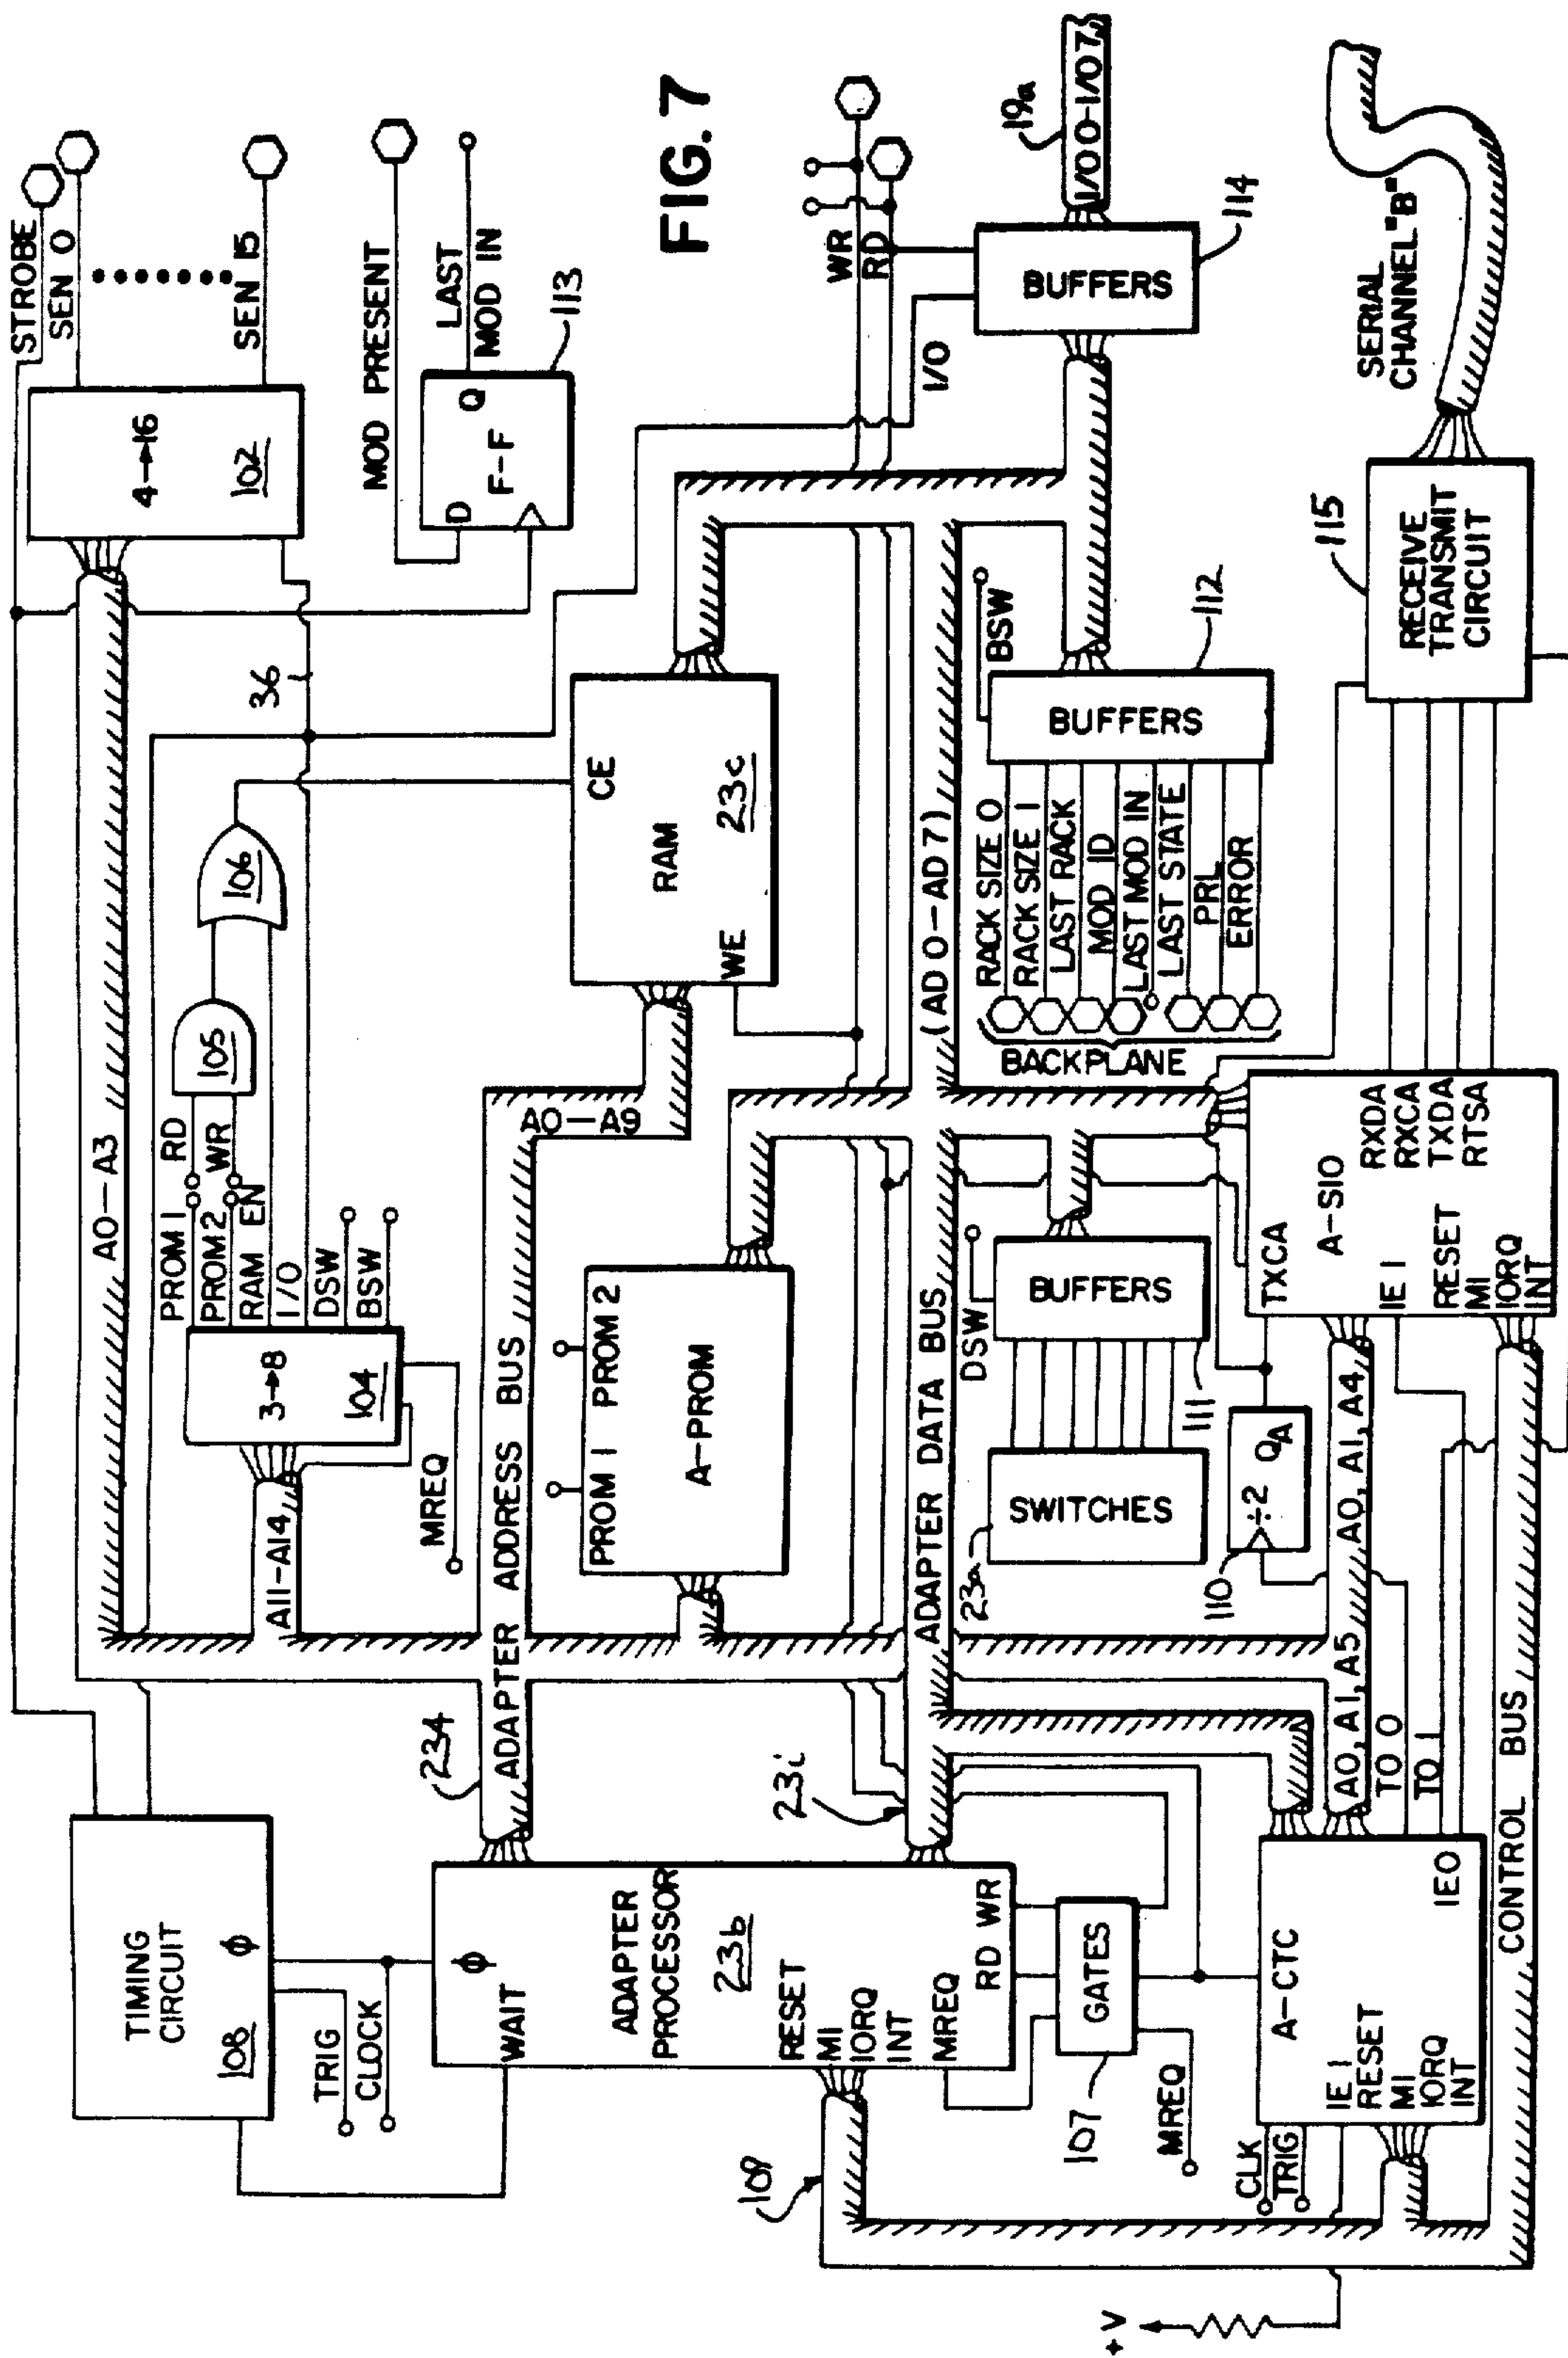 FIG. 7
TIMING
CIRCUIT
108
Φ
TRIG
CLOCK
STROBE
SEN 0
SEN 15
4→16
102
A0—A3
MOD PRESENT
LAST
MOD IN
D
Q
F-F
113
36
A11-A14
3→8
104
MREQ
PROM 1
PROM 2
RAM EN
I/O
DSW
BSW
RD
WR
105
106
234
ADAPTER ADDRESS BUS
A0—A9
RAM
23c
CE
WE
PROM 1
PROM 2
A-PROM
WAIT
Φ
ADAPTER
PROCESSOR
23b
RESET
MI
IORQ
INT
MREQ
RD
WR
109
GATES
107
MREQ
23i
ADAPTER DATA BUS
(AD 0-AD 7)
WR
RD
I/O
BUFFERS
114
19a
I/O 0-I/O 7
23a
SWITCHES
BUFFERS
111
DSW
BACKPLANE
RACK SIZE 0
RACK SIZE 1
LAST RACK
MOD ID
LAST MOD IN
LAST STATE
PRL
ERROR
BUFFERS
112
BSW
110
÷2
QA
CLK
TRIG
A-CTC
IE 1
RESET
MI
IORQ
INT
IEO
A0, A1, A5
A0, A1, A4
TO 0
TO 1
CONTROL BUS
+V
TXCA
A-SIO
IE 1
RESET
MI
IORQ
INT
RXDA
RXCA
TXDA
RTSA
RECEIVE
TRANSMIT
CIRCUIT
115
SERIAL
CHANNEL "B"